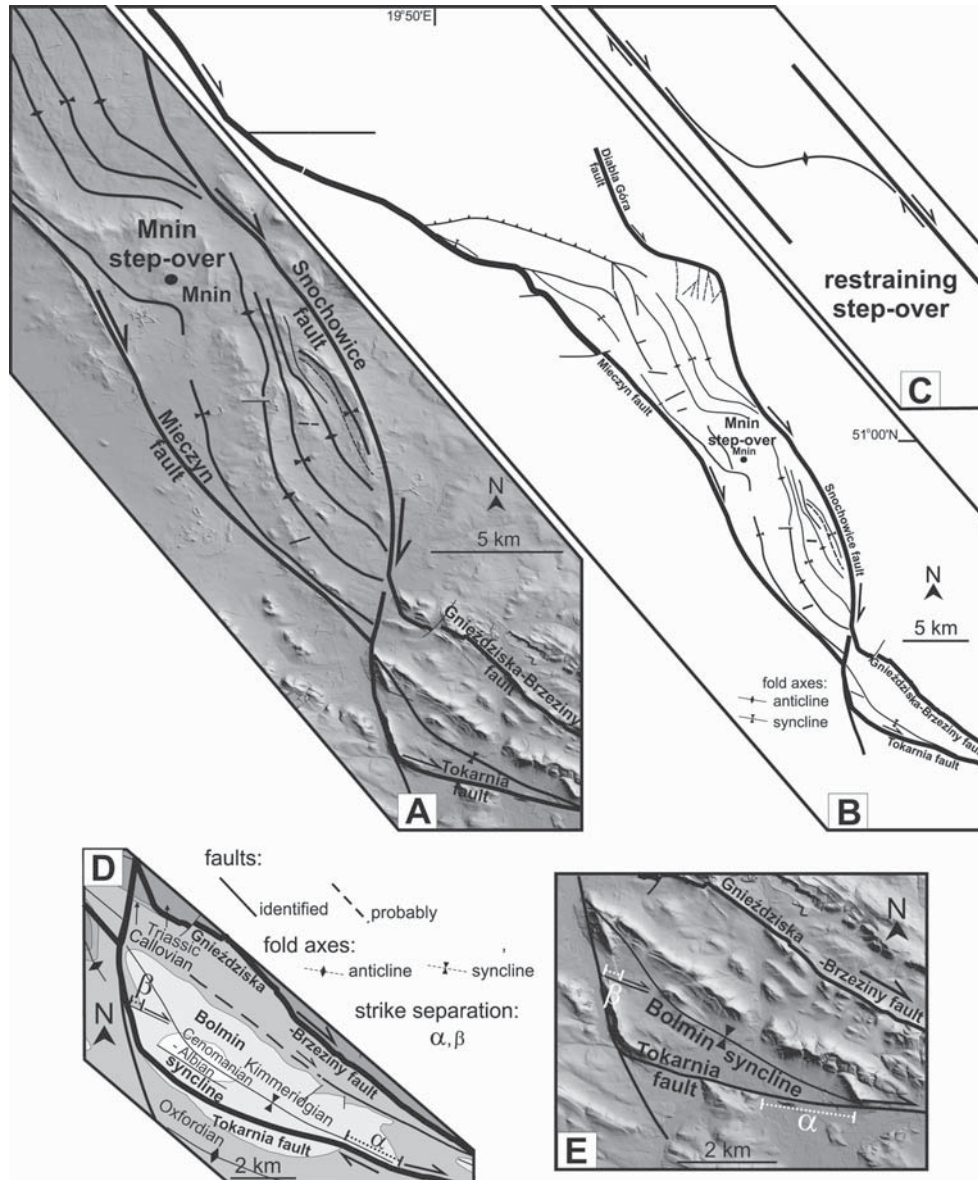 19°50'E
Mnin
step-over
Mnin
Snochowice
fault
Mieczyn
fault
N
5 km
Gnieździska-Brzeziny
fault
Tokarnia
fault
A
Diabla Góra
fault
Mieczyn fault
Mnin
step-over
Mnin
Snochowice fault
51°00'N
N
5 km
fold axes:
anticline
syncline
Gnieździska-Brzeziny fault
Tokarnia fault
B
restraining
step-over
C
D
faults:
identified
probably
fold axes:
anticline
syncline
strike separation:
α, β
Triassic
Callovian
Gnieździska
-Brzeziny fault
β
N
Bolmin
Cenomanian
- Albian
Kimmeridgian
syncline
Tokarnia fault
α
Oxfordian
2 km
E
Gnieździska
-Brzeziny fault
N
β
Bolmin syncline
Tokarnia
fault
α
2 km